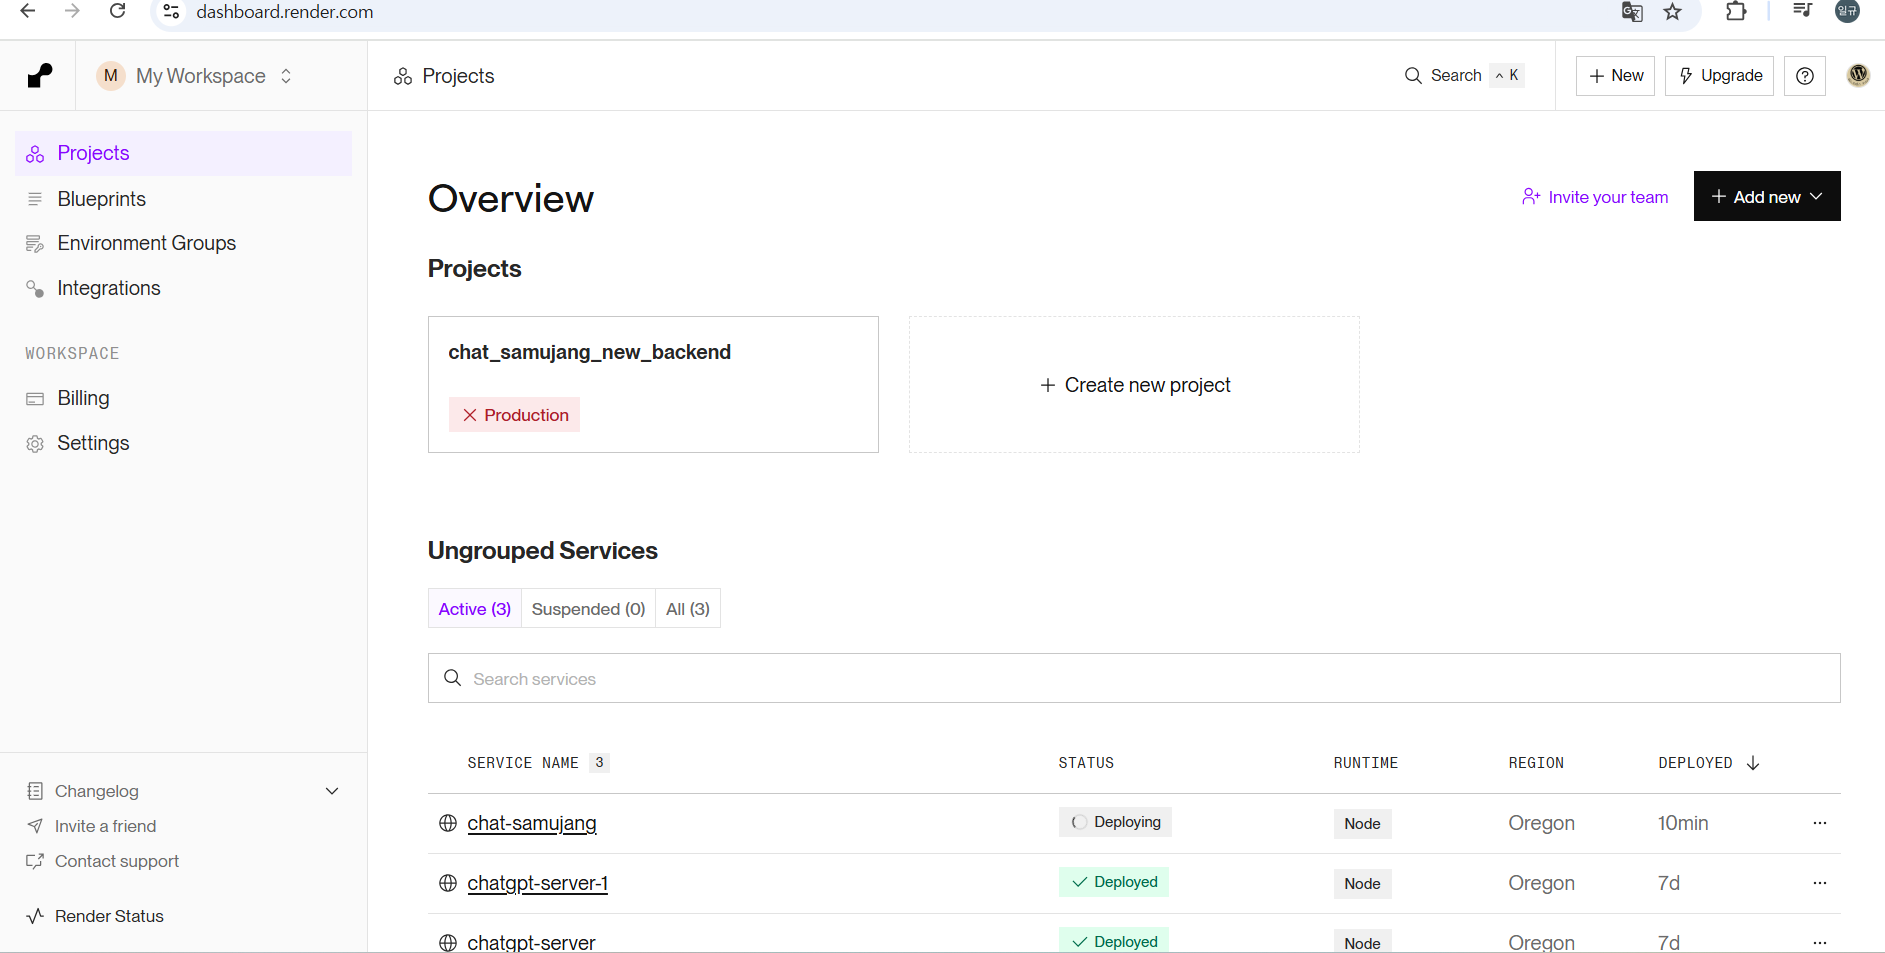 dashboard.render.com
일규
M My Workspace
Projects
Search ^ K
+ New
Upgrade
Projects
Blueprints
Environment Groups
Integrations
WORKSPACE
Billing
Settings
Changelog
Invite a friend
Contact support
Render Status
Overview
Invite your team
+ Add new
Projects
chat_samujang_new_backend
Production
+ Create new project
Ungrouped Services
Active (3) Suspended (0) All (3)
Search services
SERVICE NAME 3 STATUS RUNTIME REGION DEPLOYED
chat-samujang Deploying Node Oregon 10min ...
chatgpt-server-1 Deployed Node Oregon 7d ...
chatgpt-server Deployed Node Oregon 7d ...